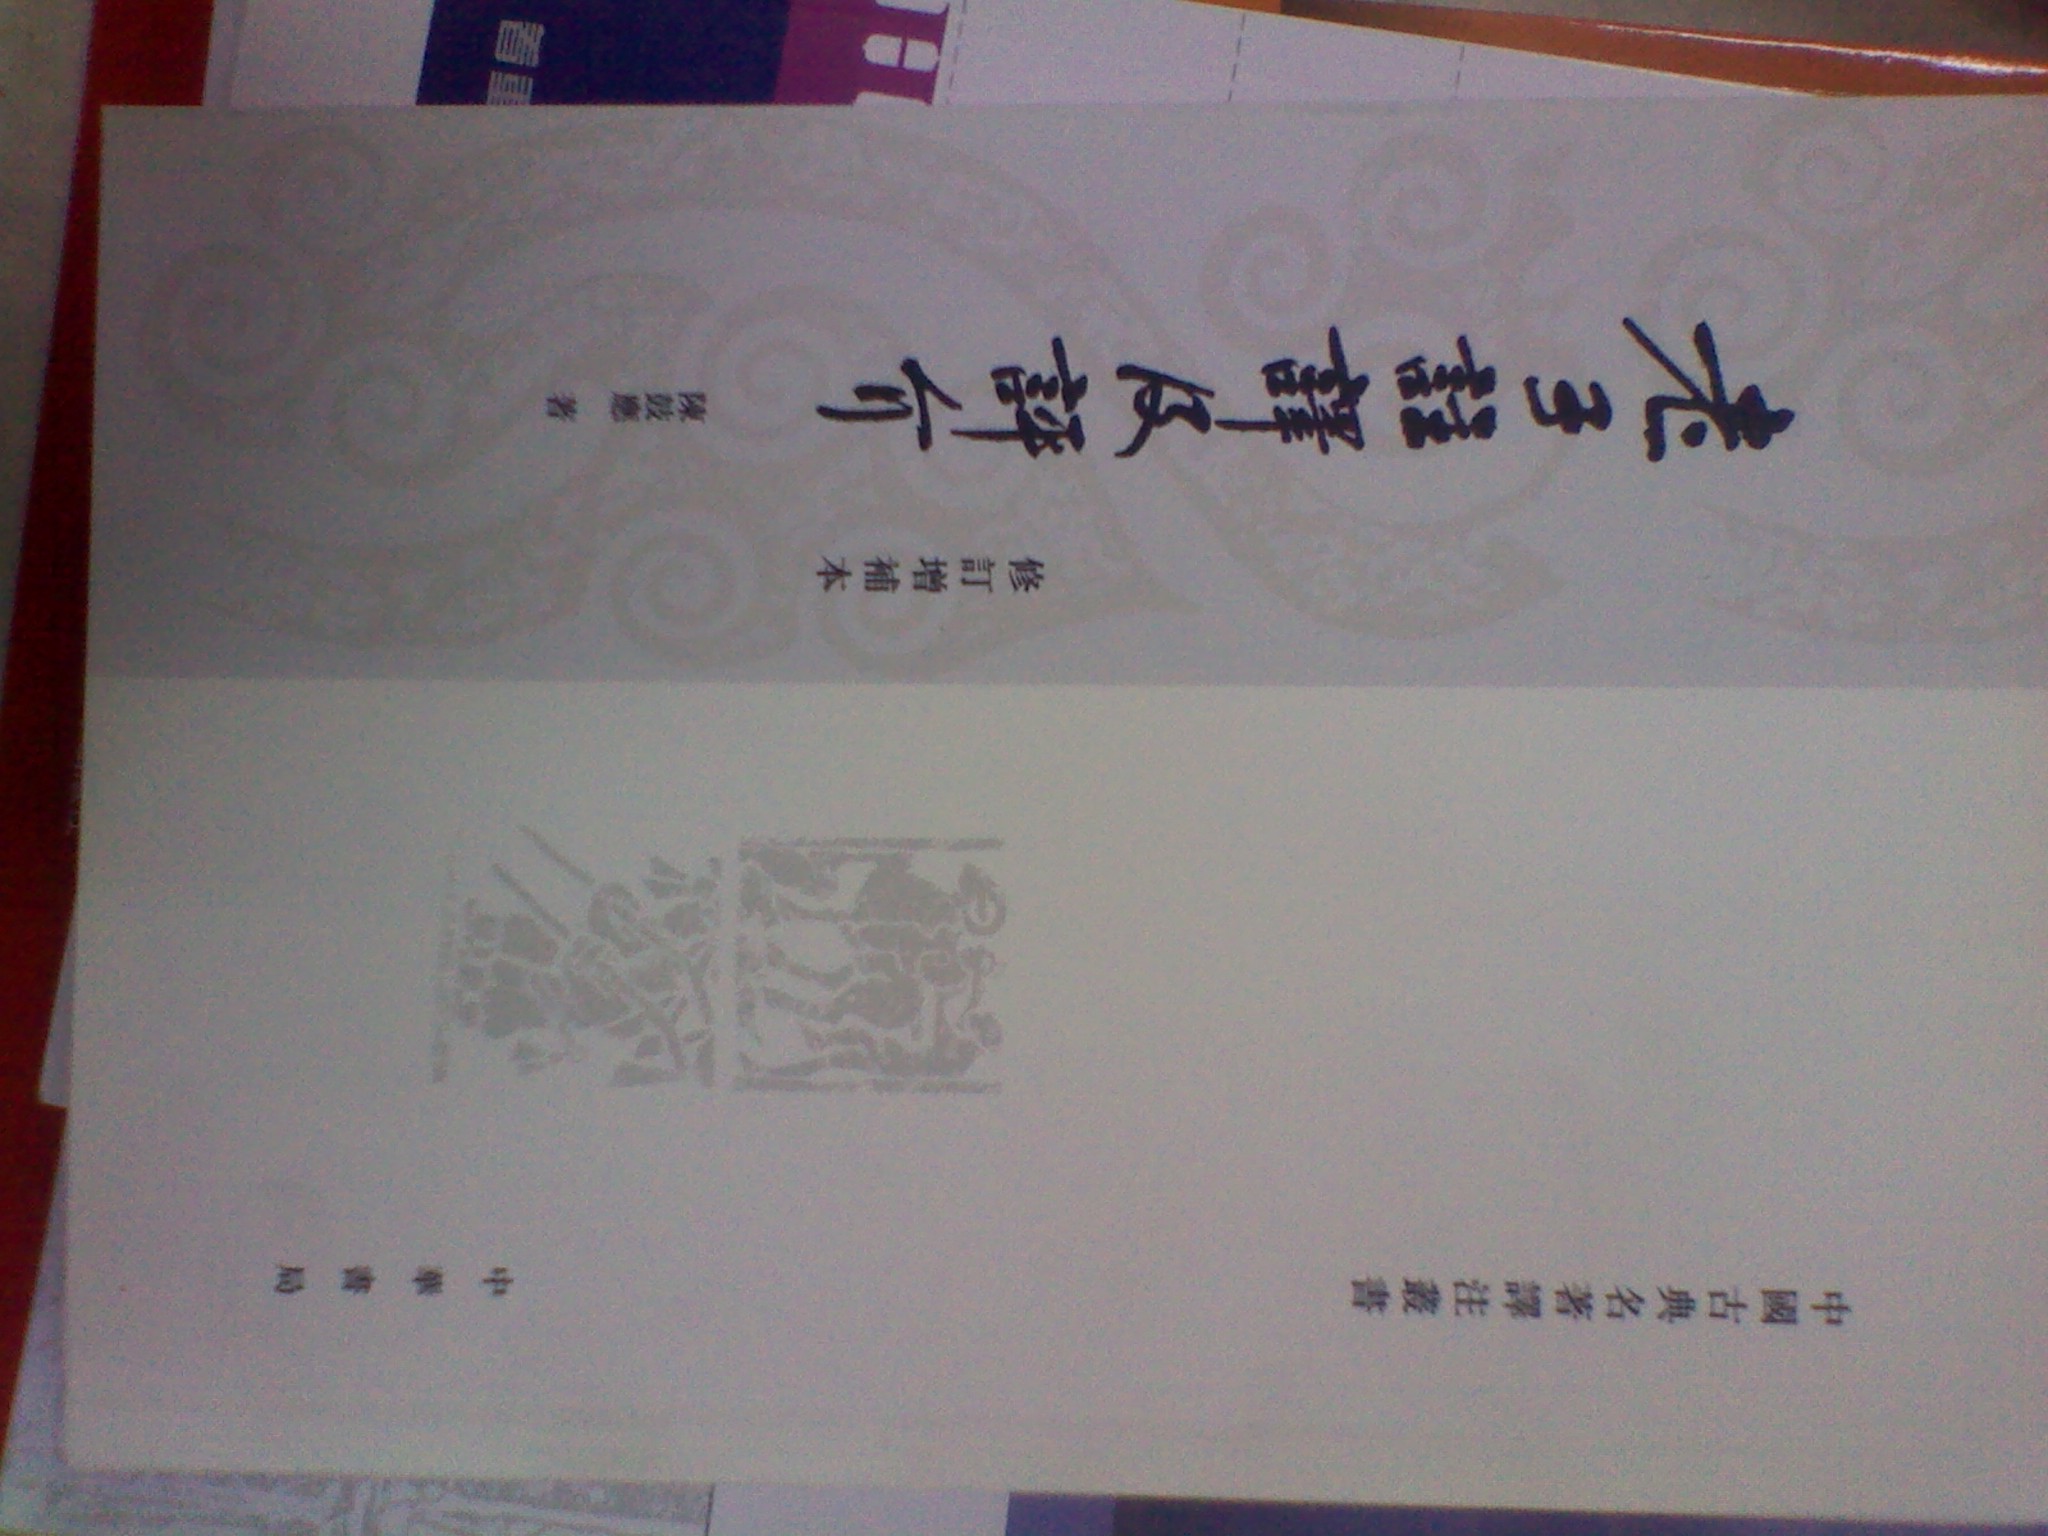 中國古典名著譯注叢書
老子註譯及評介
修訂增補本
陳鼓應 著
中華書局